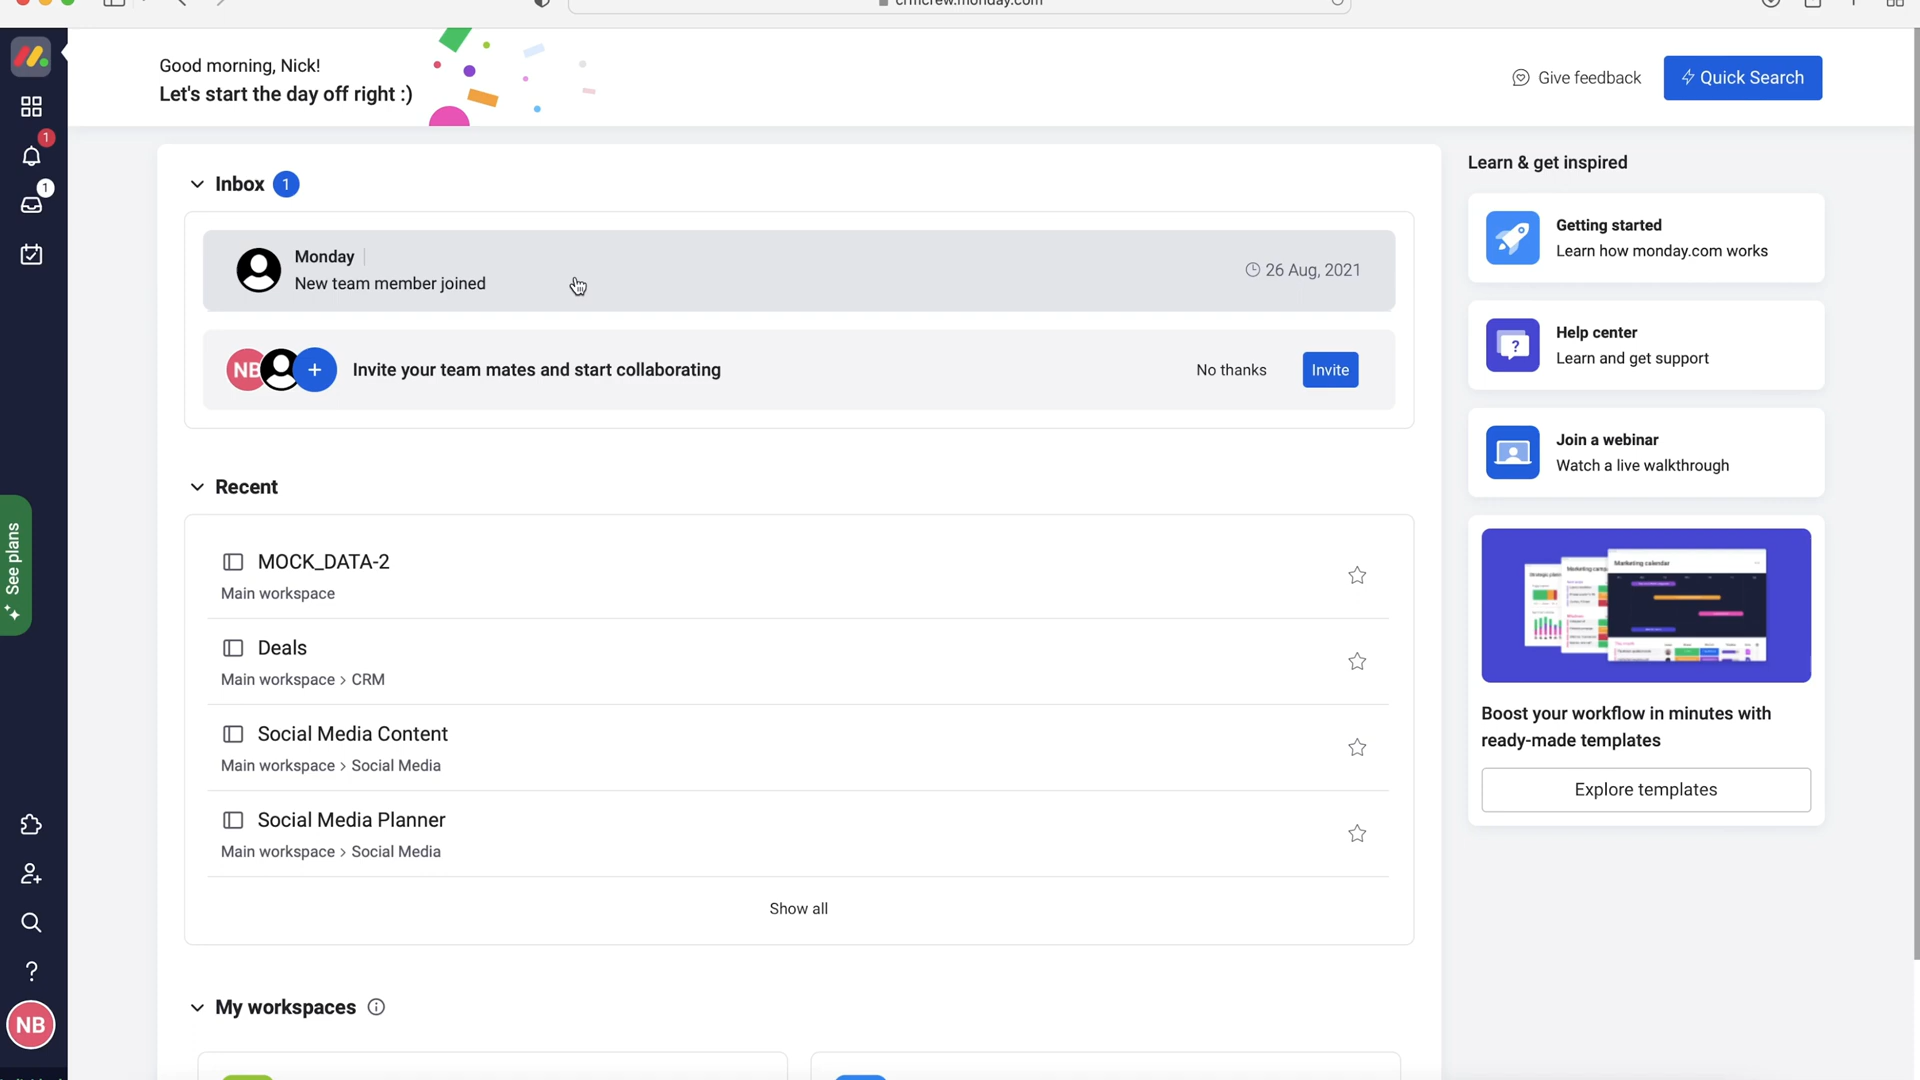 crmcrew.monday.com
Good morning, Nick!
Let's start the day off right :)
Give feedback
Quick Search
1
1
Inbox 1
Monday
New team member joined
26 Aug, 2021
NB
+
Invite your team mates and start collaborating
No thanks
Invite
Recent
MOCK_DATA-2
Main workspace
Deals
Main workspace > CRM
Social Media Content
Main workspace > Social Media
Social Media Planner
Main workspace > Social Media
Show all
My workspaces
See plans
?
NB
Learn & get inspired
Getting started
Learn how monday.com works
?
Help center
Learn and get support
Join a webinar
Watch a live walkthrough
Marketing calendar
Boost your workflow in minutes with
ready-made templates
Explore templates